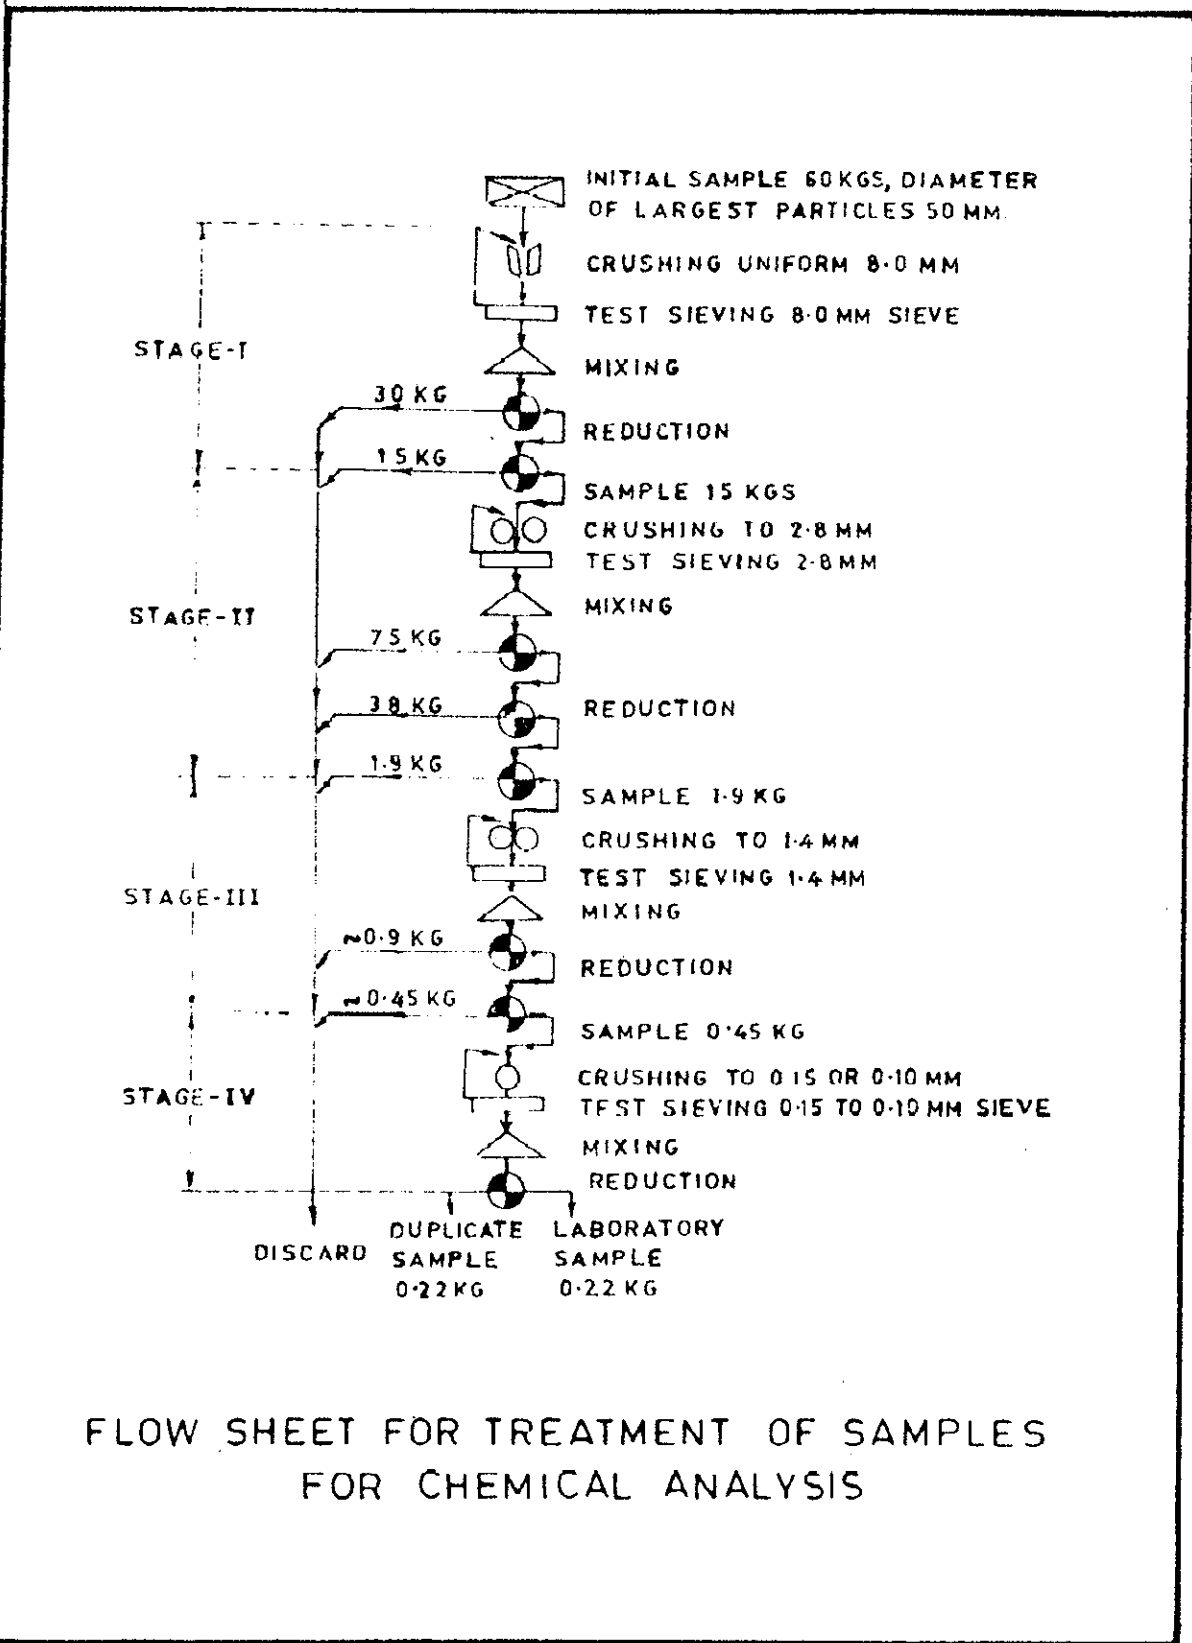 INITIAL SAMPLE 60 KGS, DIAMETER
OF LARGEST PARTICLES 50 MM
CRUSHING UNIFORM 8.0 MM
TEST SIEVING 8.0 MM SIEVE
STAGE-I
MIXING
30 KG
REDUCTION
15 KG
SAMPLE 15 KGS
CRUSHING TO 2.8 MM
TEST SIEVING 2.8 MM
STAGE-II
MIXING
75 KG
38 KG
REDUCTION
1.9 KG
SAMPLE 1.9 KG
CRUSHING TO 1.4 MM
TEST SIEVING 1.4 MM
STAGE-III
MIXING
~0.9 KG
REDUCTION
~0.45 KG
SAMPLE 0.45 KG
CRUSHING TO 0 15 OR 0.10 MM
STAGE-IV
TEST SIEVING 0.15 TO 0.10 MM SIEVE
MIXING
REDUCTION
DISCARD
DUPLICATE
SAMPLE
0.22 KG
LABORATORY
SAMPLE
0.22 KG
FLOW SHEET FOR TREATMENT OF SAMPLES
FOR CHEMICAL ANALYSIS